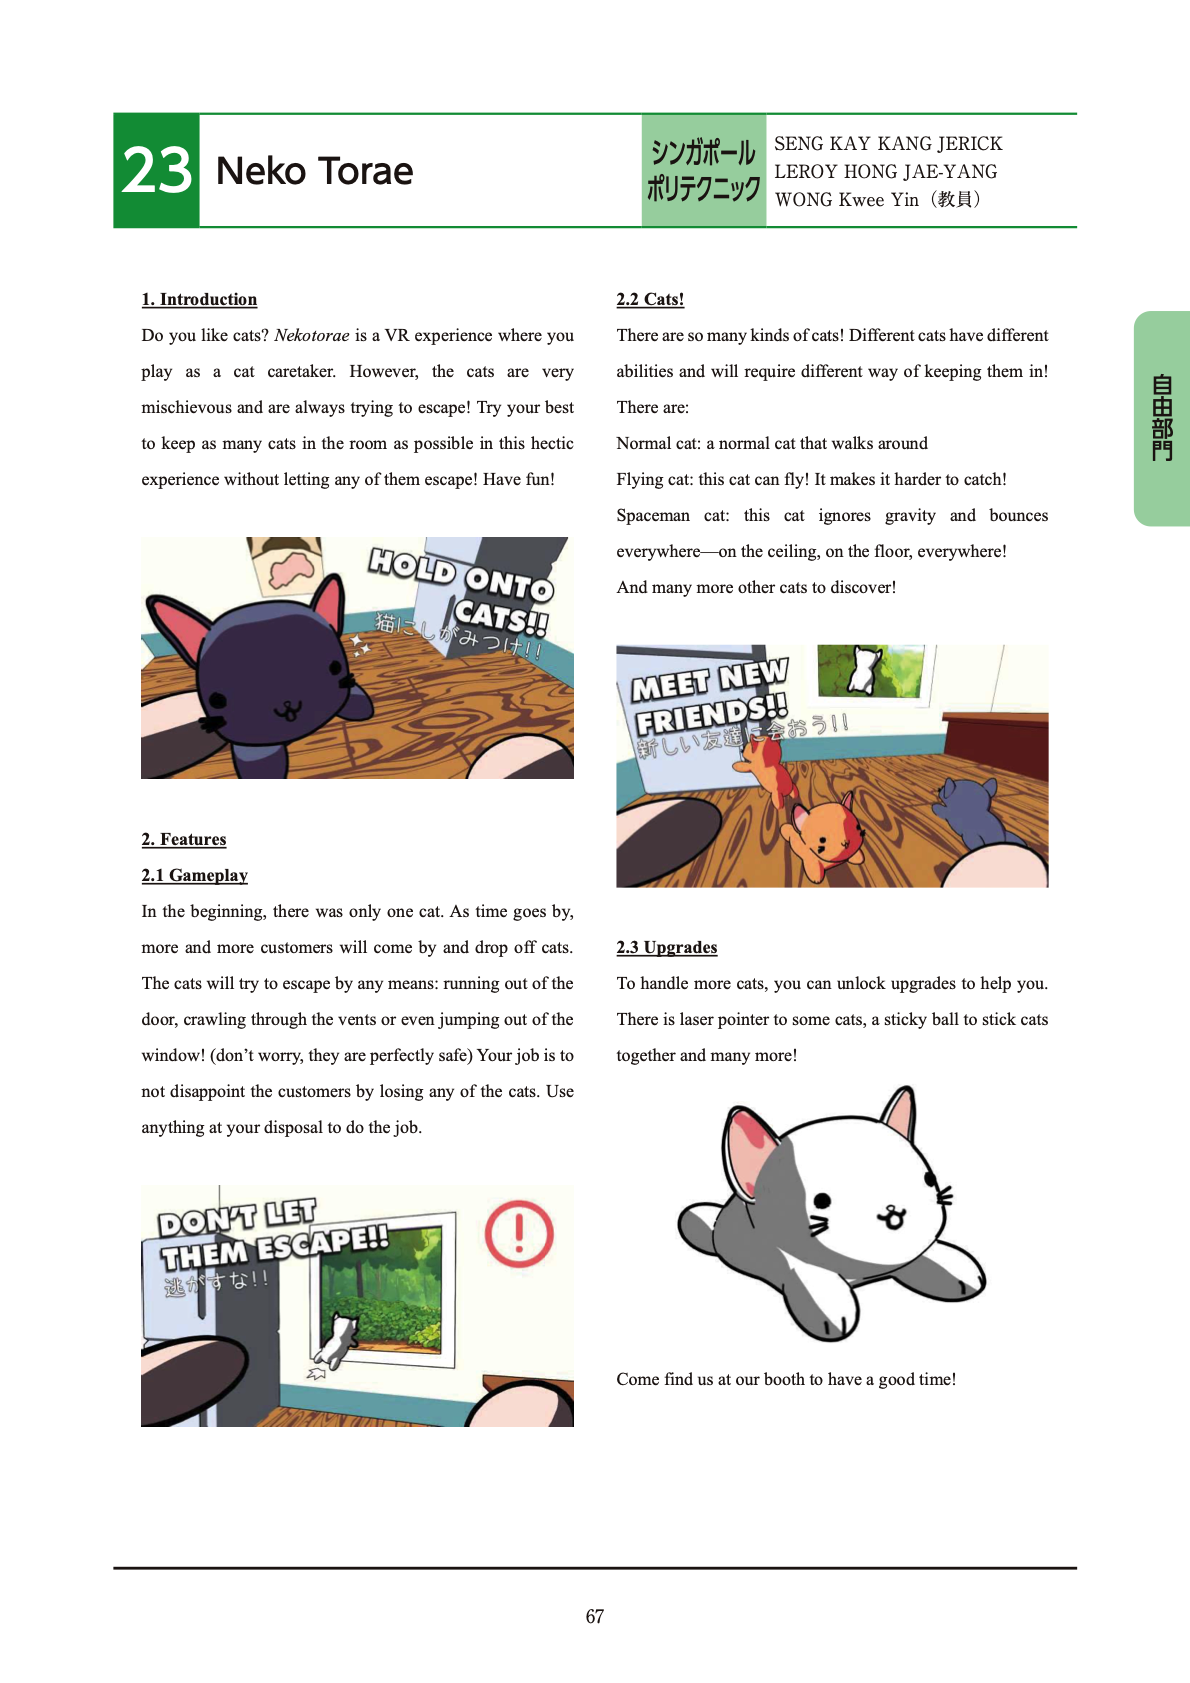 23
Neko Torae
シンガポール
ポリテクニック
SENG KAY KANG JERICK
LEROY HONG JAE-YANG
WONG Kwee Yin（教員）
自由部門
1. Introduction
Do you like cats? Nekotorae is a VR experience where you
play as a cat caretaker. However, the cats are very
mischievous and are always trying to escape! Try your best
to keep as many cats in the room as possible in this hectic
experience without letting any of them escape! Have fun!
HOLD ONTO
CATS!!
猫にしがみつけ!!
2. Features
2.1 Gameplay
In the beginning, there was only one cat. As time goes by,
more and more customers will come by and drop off cats.
The cats will try to escape by any means: running out of the
door, crawling through the vents or even jumping out of the
window! (don’t worry, they are perfectly safe) Your job is to
not disappoint the customers by losing any of the cats. Use
anything at your disposal to do the job.
DON'T LET
THEM ESCAPE!!
逃がすな!!
2.2 Cats!
There are so many kinds of cats! Different cats have different
abilities and will require different way of keeping them in!
There are:
Normal cat: a normal cat that walks around
Flying cat: this cat can fly! It makes it harder to catch!
Spaceman cat: this cat ignores gravity and bounces
everywhere—on the ceiling, on the floor, everywhere!
And many more other cats to discover!
MEET NEW
FRIENDS!!
新しい友達に会おう!!
2.3 Upgrades
To handle more cats, you can unlock upgrades to help you.
There is laser pointer to some cats, a sticky ball to stick cats
together and many more!
Come find us at our booth to have a good time!
67